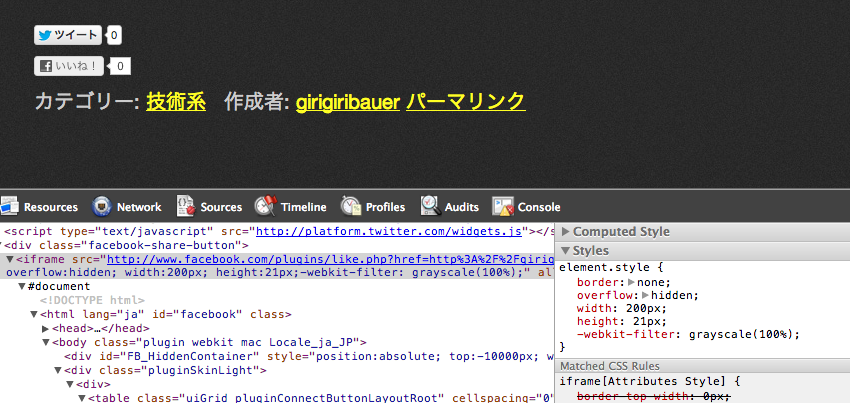 ツイート 0
いいね！ 0
カテゴリー: 技術系 作成者: girigiribauer パーマリンク
Resources Network Sources Timeline Profiles Audits Console
<script type="text/javascript" src="http://platform.twitter.com/widgets.js"></s
<div class="facebook-share-button">
▼<iframe src="http://www.facebook.com/plugins/like.php?href=http%3A%2F%2Fgirig
overflow:hidden; width:200px; height:21px;-webkit-filter: grayscale(100%);" al
▼#document
<!DOCTYPE html>
▼<html lang="ja" id="facebook" class>
▶<head>…</head>
▼<body class="plugin webkit mac Locale_ja_JP">
<div id="FB_HiddenContainer" style="position:absolute; top:-10000px; w
▼<div class="pluginSkinLight">
▼<div>
▼<table class="uiGrid pluginConnectButtonLayoutRoot" cellspacing="0"
▶ Computed Style
▼ Styles
element.style {
border:▶none;
overflow:▶hidden;
width: 200px;
height: 21px;
-webkit-filter: grayscale(100%);
}
Matched CSS Rules
iframe[Attributes Style] {
border-top-width: 0px;